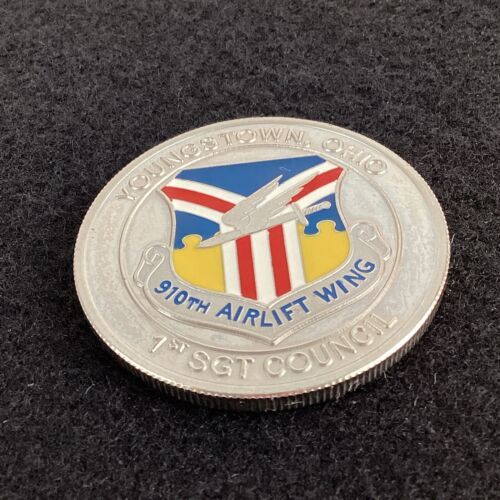 YOUNGSTOWN, OHIO
910TH AIRLIFT WING
1ST SGT COUNCIL